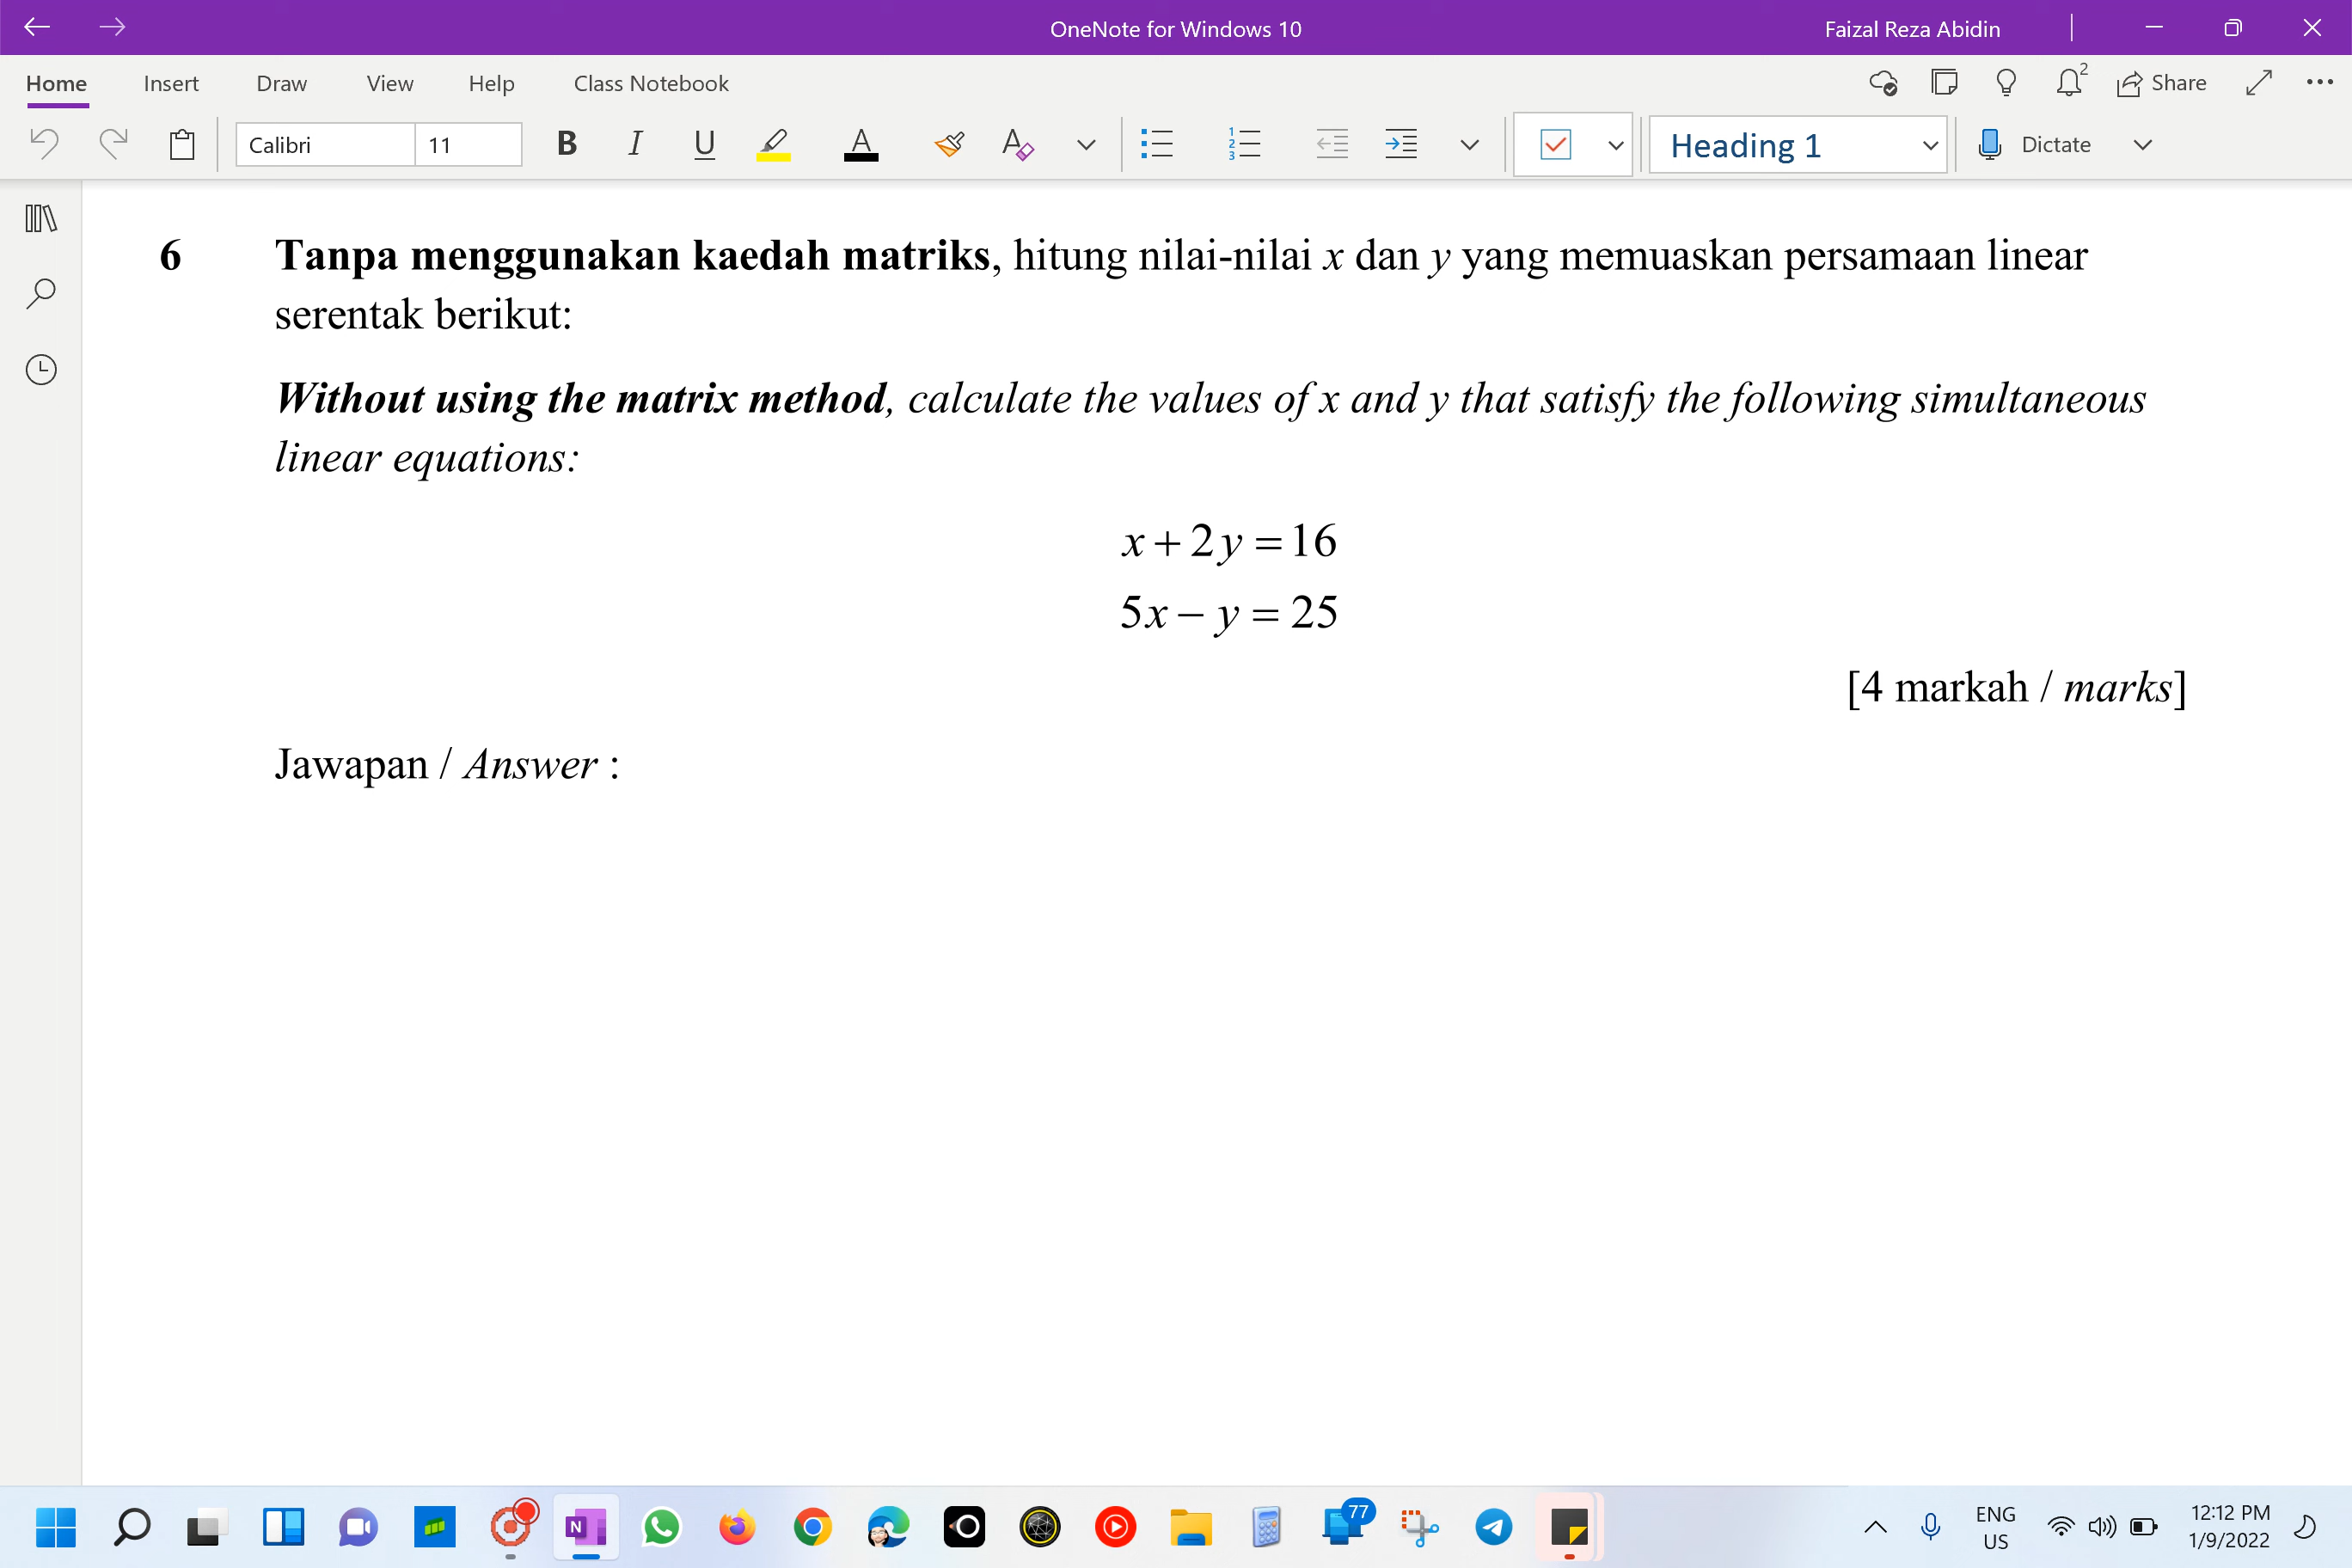 OneNote for Windows 10
Faizal Reza Abidin
Home Insert Draw View Help Class Notebook
2
Share
Calibri 11 B I U A A Heading 1 Dictate
6 Tanpa menggunakan kaedah matriks, hitung nilai-nilai x dan y yang memuaskan persamaan linear
serentak berikut:
Without using the matrix method, calculate the values of x and y that satisfy the following simultaneous
linear equations:
x + 2y = 16
5x − y = 25
[4 markah / marks]
Jawapan / Answer :
77
ENG
US
12:12 PM
1/9/2022